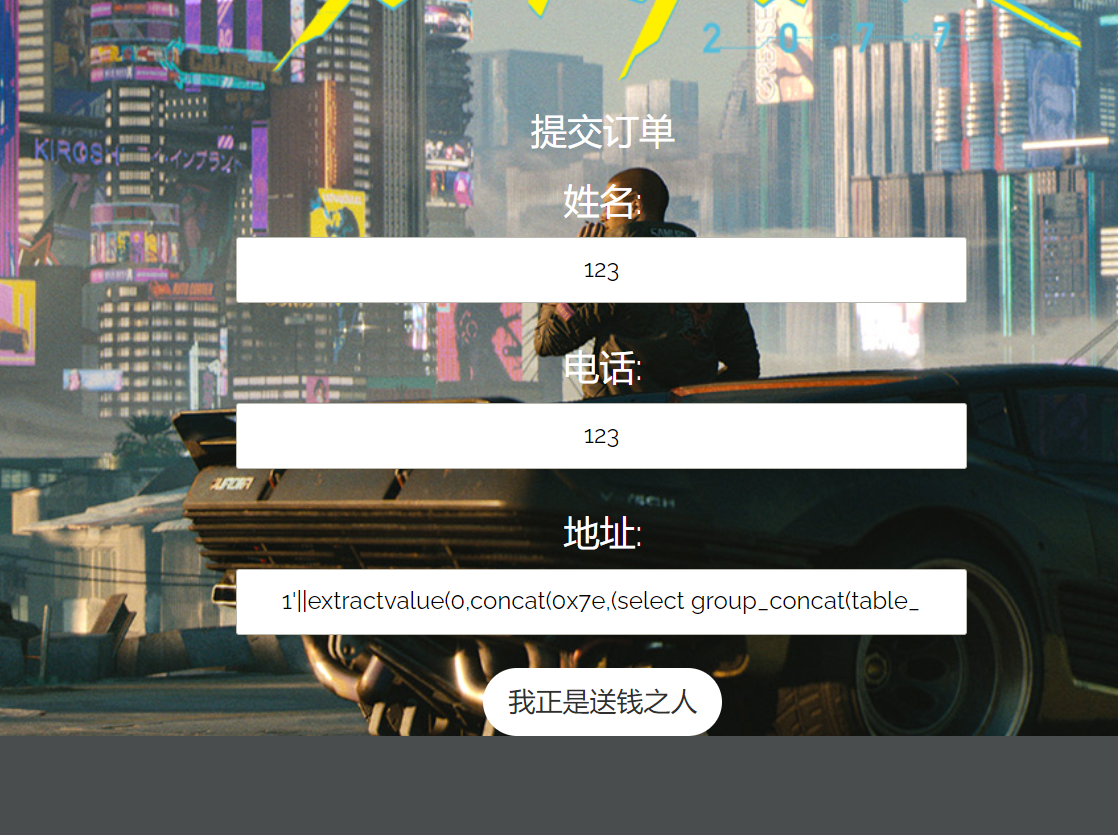 2077
KIROSHI
提交订单
姓名:
123
电话:
123
地址:
1'||extractvalue(0,concat(0x7e,(select group_concat(table_
我正是送钱之人